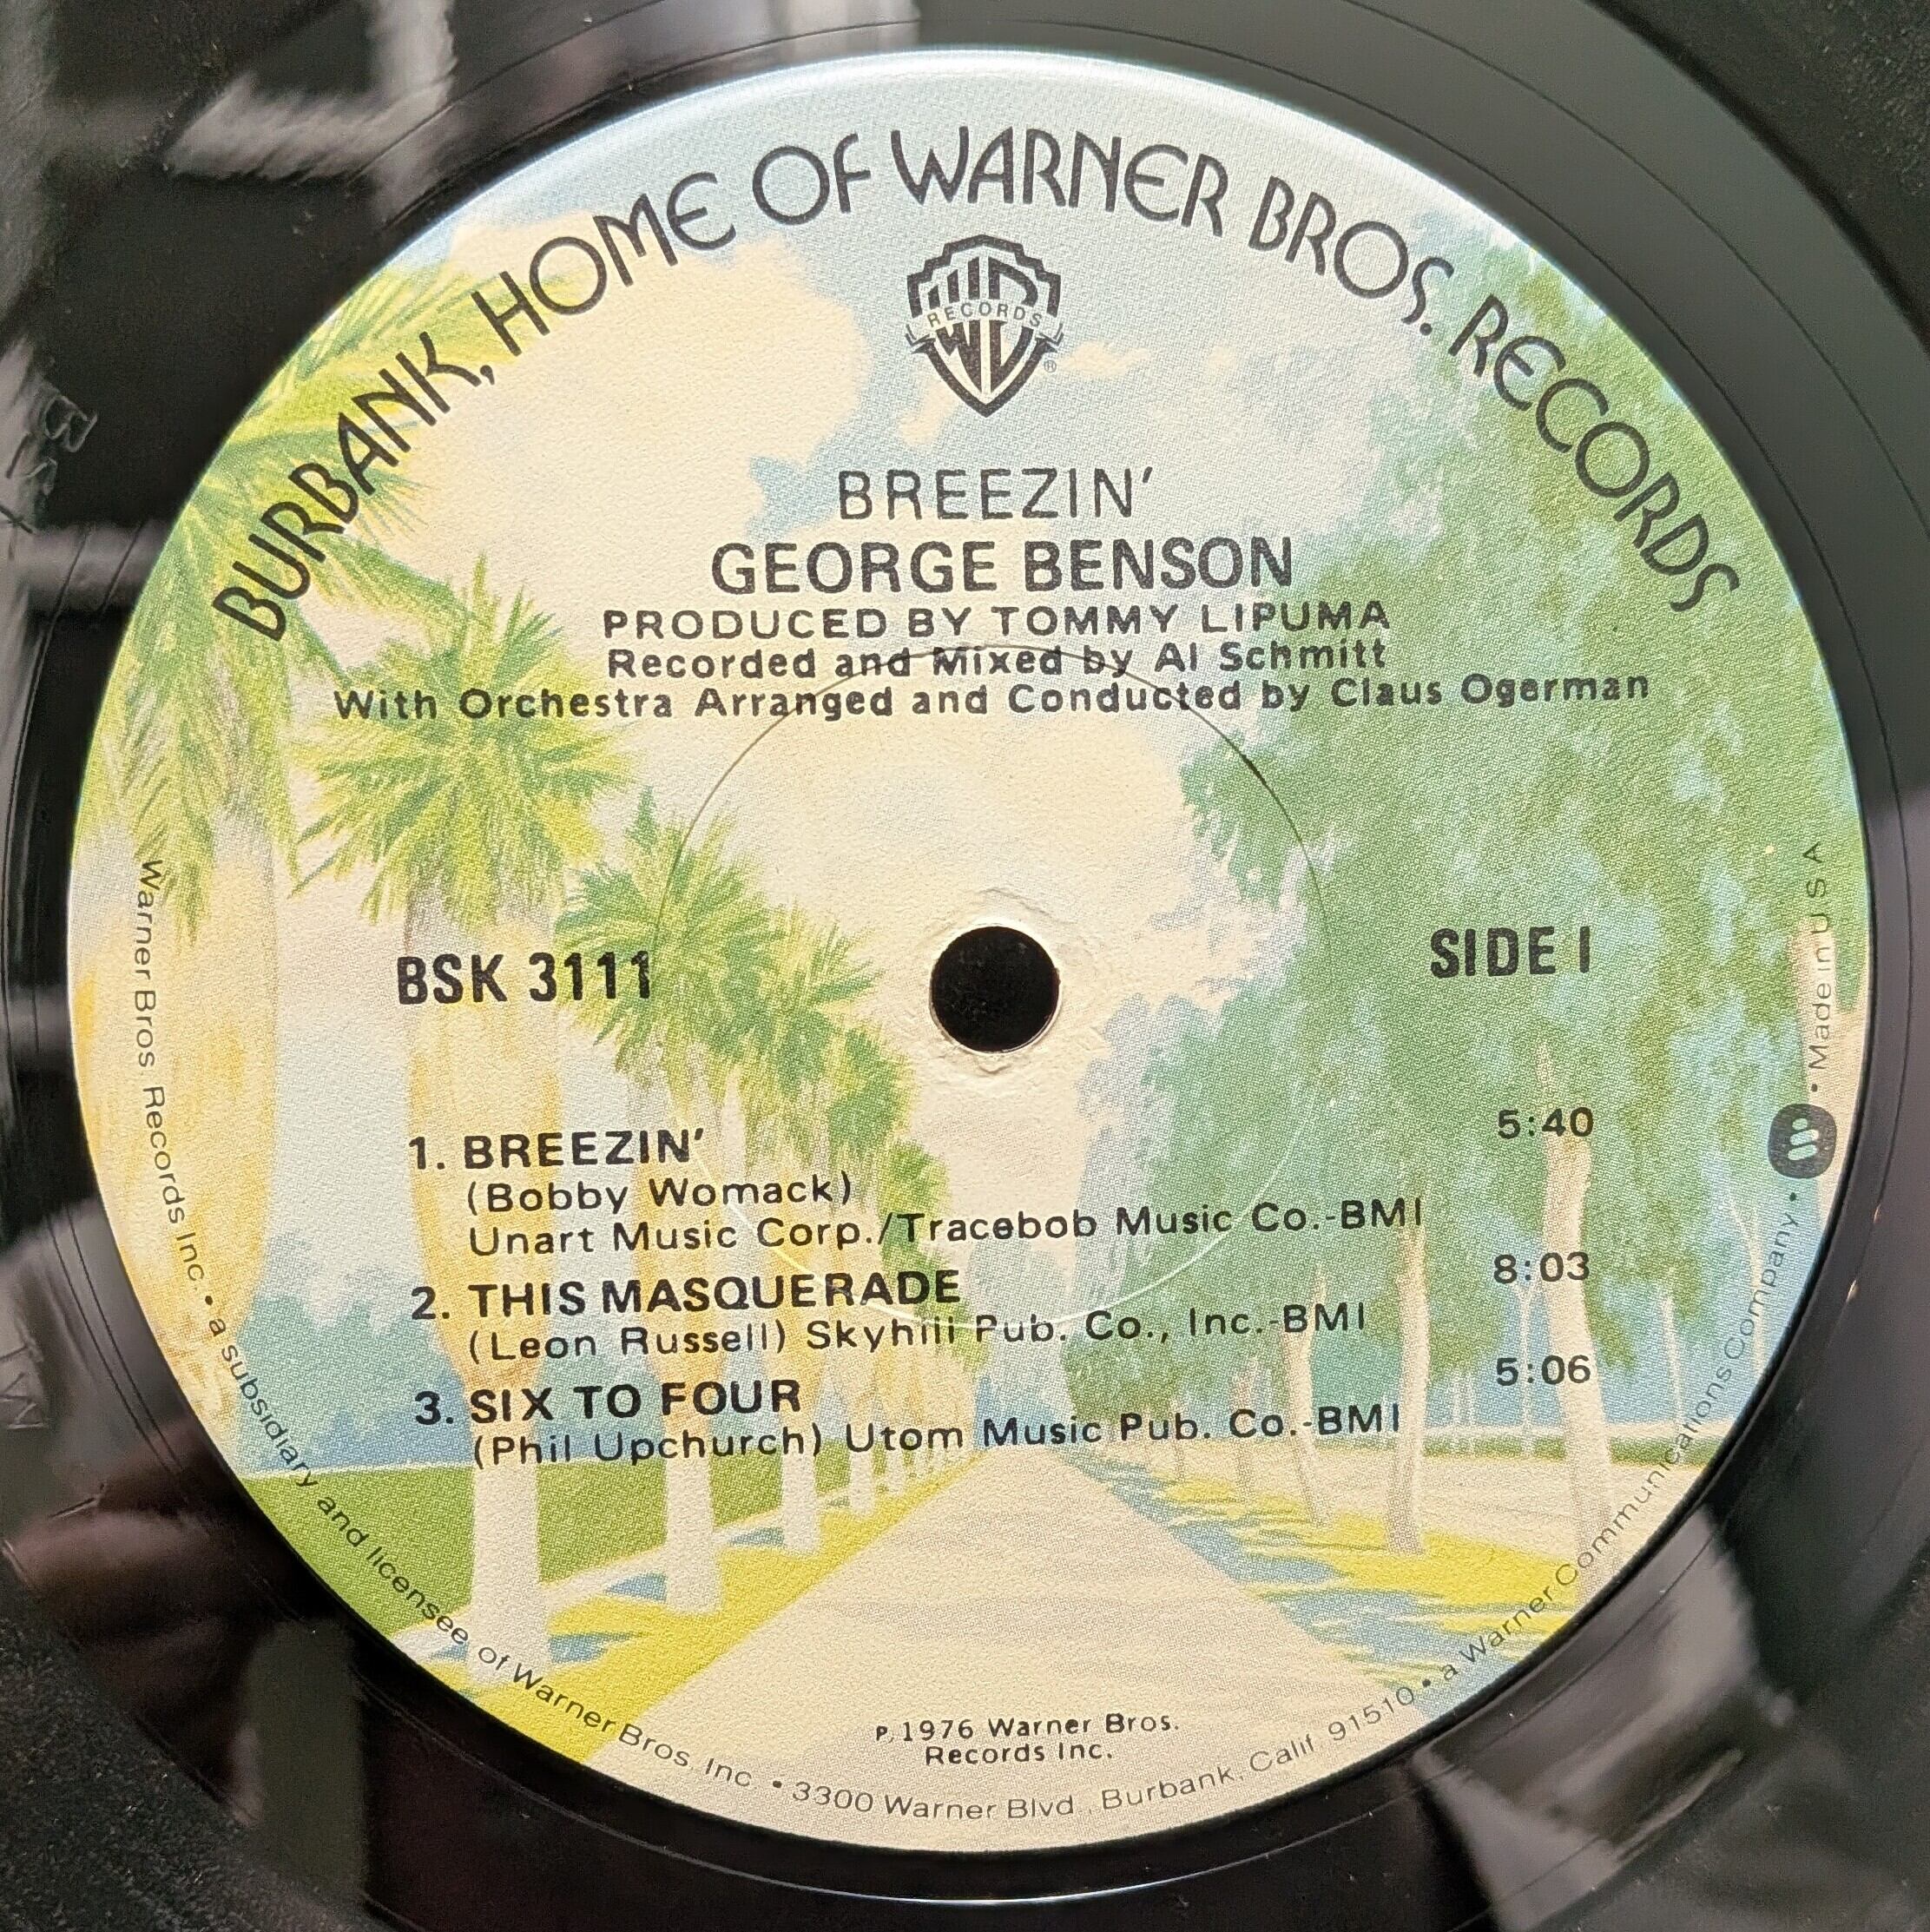 BURBANK, HOME OF WARNER BROS. RECORDS
RECORDS
®
BREEZIN'
GEORGE BENSON
PRODUCED BY TOMMY LIPUMA
Recorded and Mixed by Al Schmitt
With Orchestra Arranged and Conducted by Claus Ogerman
BSK 3111
SIDE 1
1. BREEZIN' 5:40
(Bobby Womack)
Unart Music Corp./Tracebob Music Co.-BMI
2. THIS MASQUERADE 8:03
(Leon Russell) Skyhill Pub. Co., Inc.-BMI
3. SIX TO FOUR 5:06
(Phil Upchurch) Utom Music Pub. Co.-BMI
℗ 1976 Warner Bros.
Records Inc.
Warner Bros. Records Inc. • a subsidiary and licensee of Warner Bros. Inc. • 3300 Warner Blvd., Burbank, Calif. 91510 • a Warner Communications Company • • Made in U S A